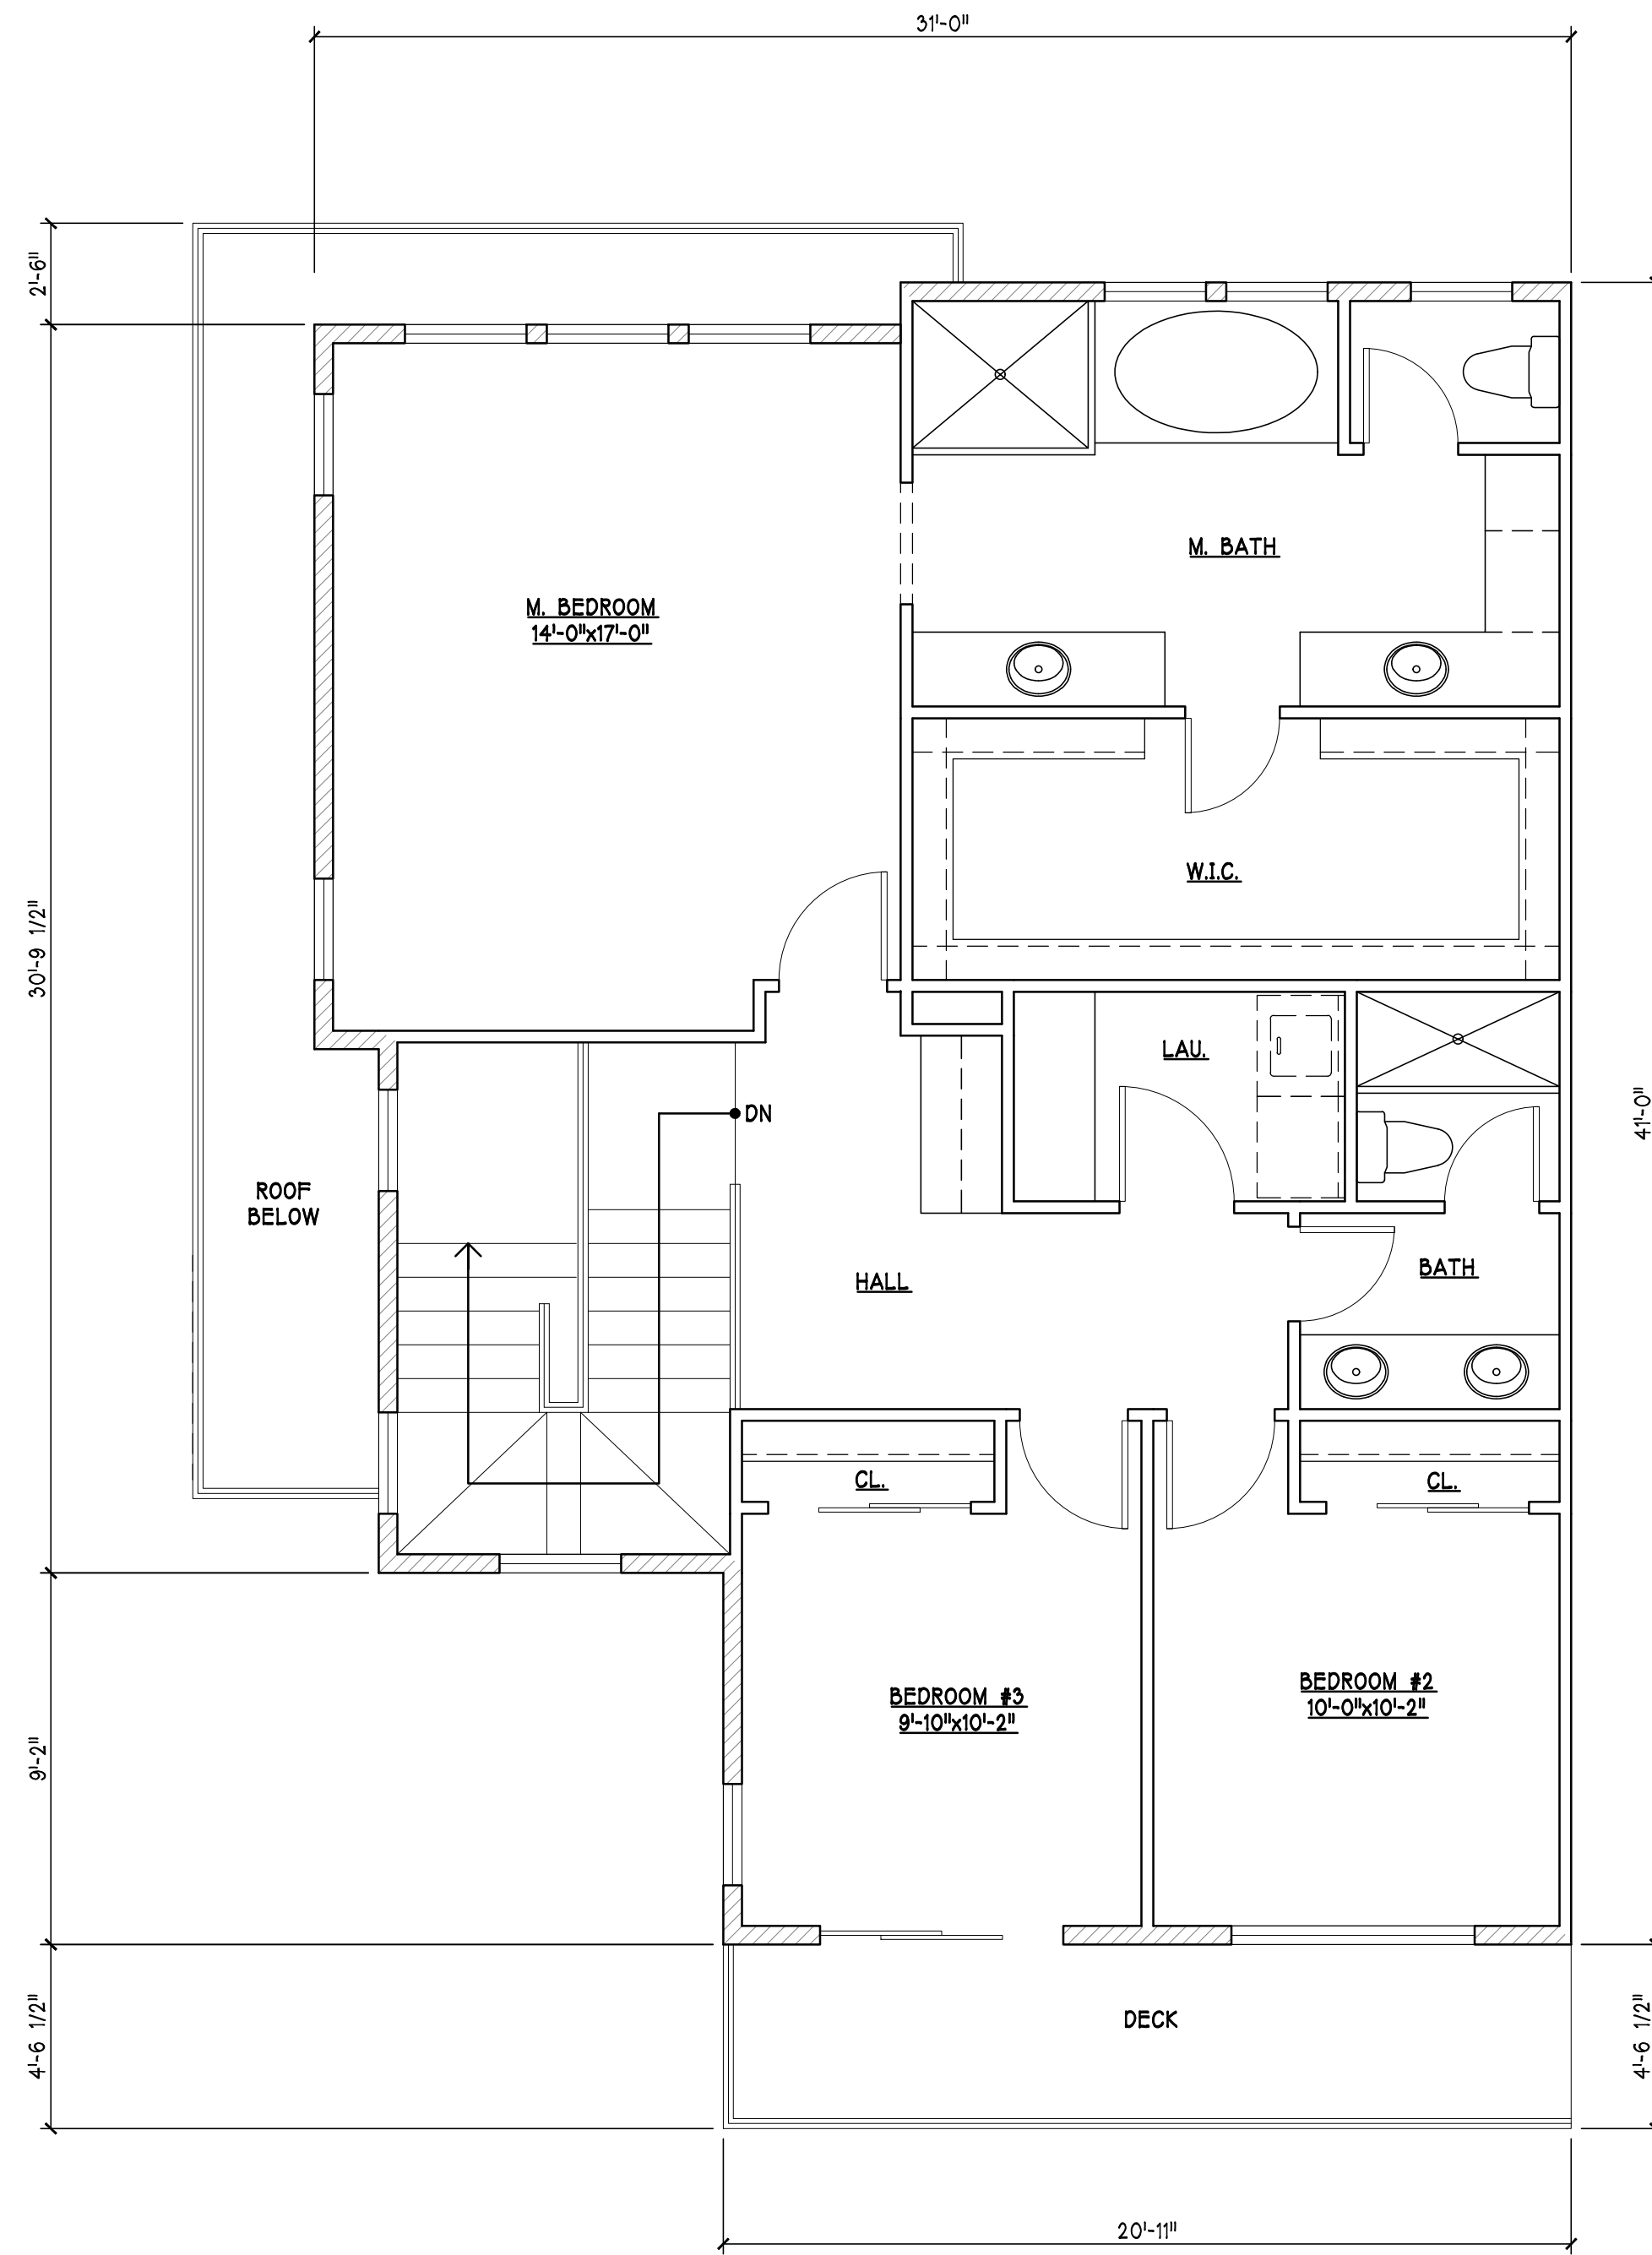 31'-0"
2'-6"
M. BATH
M. BEDROOM
14'-0"x17'-0"
W.I.C.
30'-9 1/2"
LAU.
DN
41'-0"
ROOF
BELOW
HALL
BATH
CL.
CL.
BEDROOM #3
9'-10"x10'-2"
BEDROOM #2
10'-0"x10'-2"
9'-2"
DECK
4'-6 1/2"
4'-6 1/2"
20'-11"